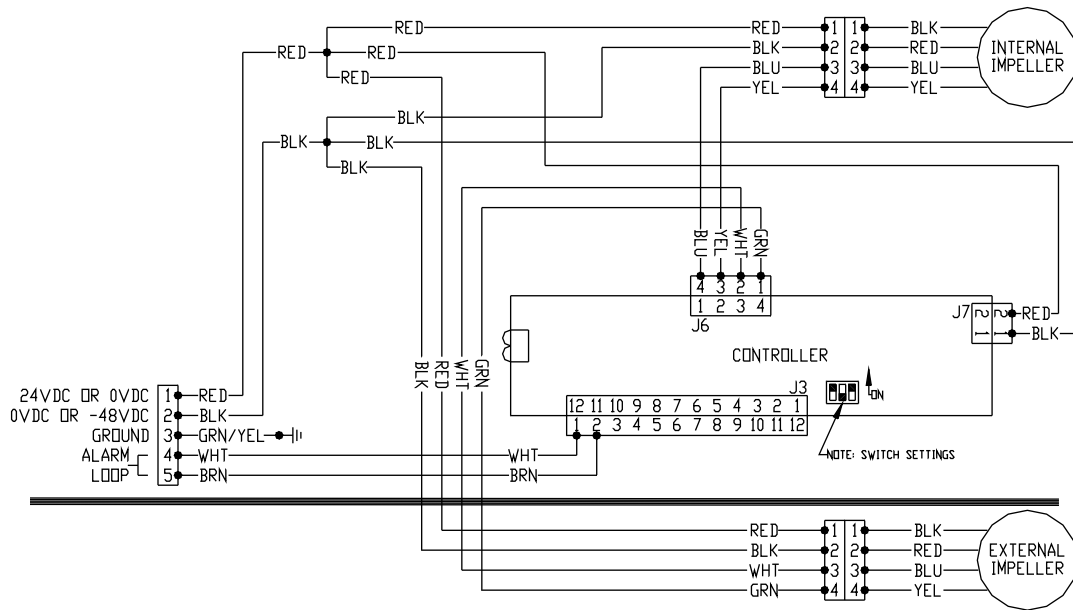 RED RED 1 1 BLK
RED RED BLK 2 2 RED INTERNAL
RED BLU 3 3 BLU IMPELLER
YEL 4 4 YEL
BLK
BLK BLK
BLK
BLU YEL WHT GRN
4 3 2 1
1 2 3 4
J6
J7 2 2 RED
1 1 BLK
CONTROLLER
BLK RED WHT GRN
J3
ON
24VDC OR 0VDC 1 RED
0VDC OR -48VDC 2 BLK
GROUND 3 GRN/YEL
ALARM 4 WHT WHT
LOOP 5 BRN BRN
12 11 10 9 8 7 6 5 4 3 2 1
1 2 3 4 5 6 7 8 9 10 11 12
NOTE: SWITCH SETTINGS
RED 1 1 BLK
BLK 2 2 RED EXTERNAL
WHT 3 3 BLU IMPELLER
GRN 4 4 YEL